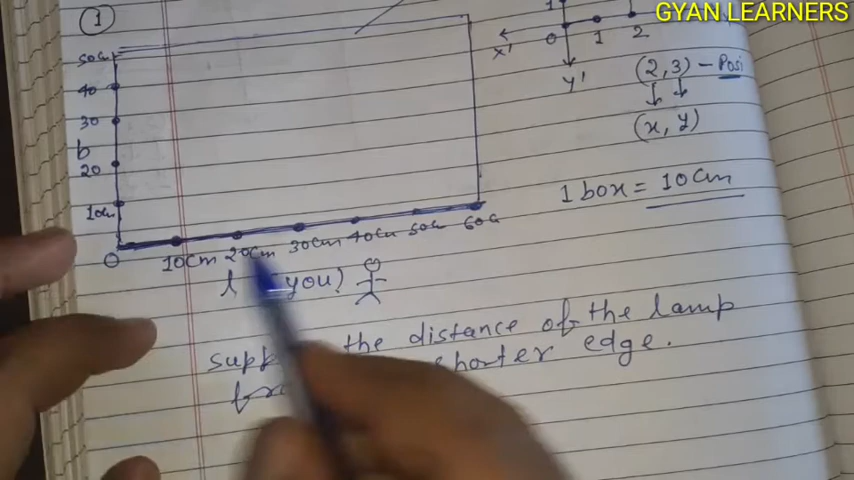 GYAN LEARNERS
1
1
0 1 2
x'
y'
(2,3) - Posi
(x, y)
1 box = 10cm
50cm
40
30
b
20
10cm
0
10cm 20cm 30cm 40cm 50cm 60cm
l (you)
the distance of the lamp
shorter edge.